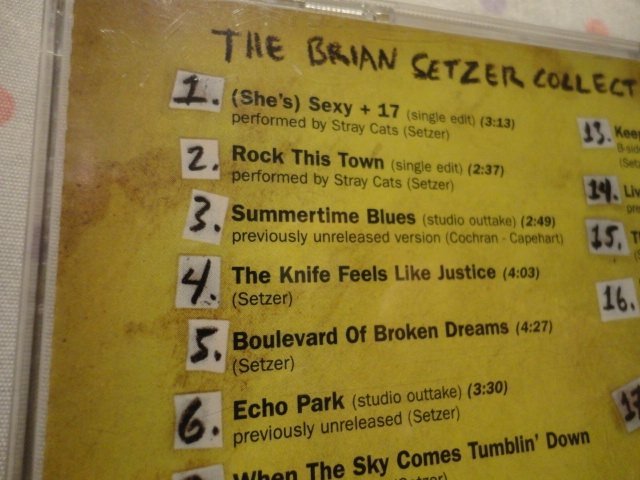 THE BRIAN SETZER COLLECT
1. (She's) Sexy + 17 (single edit) (3:13)
performed by Stray Cats (Setzer)
2. Rock This Town (single edit) (2:37)
performed by Stray Cats (Setzer)
3. Summertime Blues (studio outtake) (2:49)
previously unreleased version (Cochran - Capehart)
4. The Knife Feels Like Justice (4:03)
(Setzer)
5. Boulevard Of Broken Dreams (4:27)
(Setzer)
6. Echo Park (studio outtake) (3:30)
previously unreleased (Setzer)
When The Sky Comes Tumblin' Down
13. Keep
B-side
14. Liv
15.
16.
17